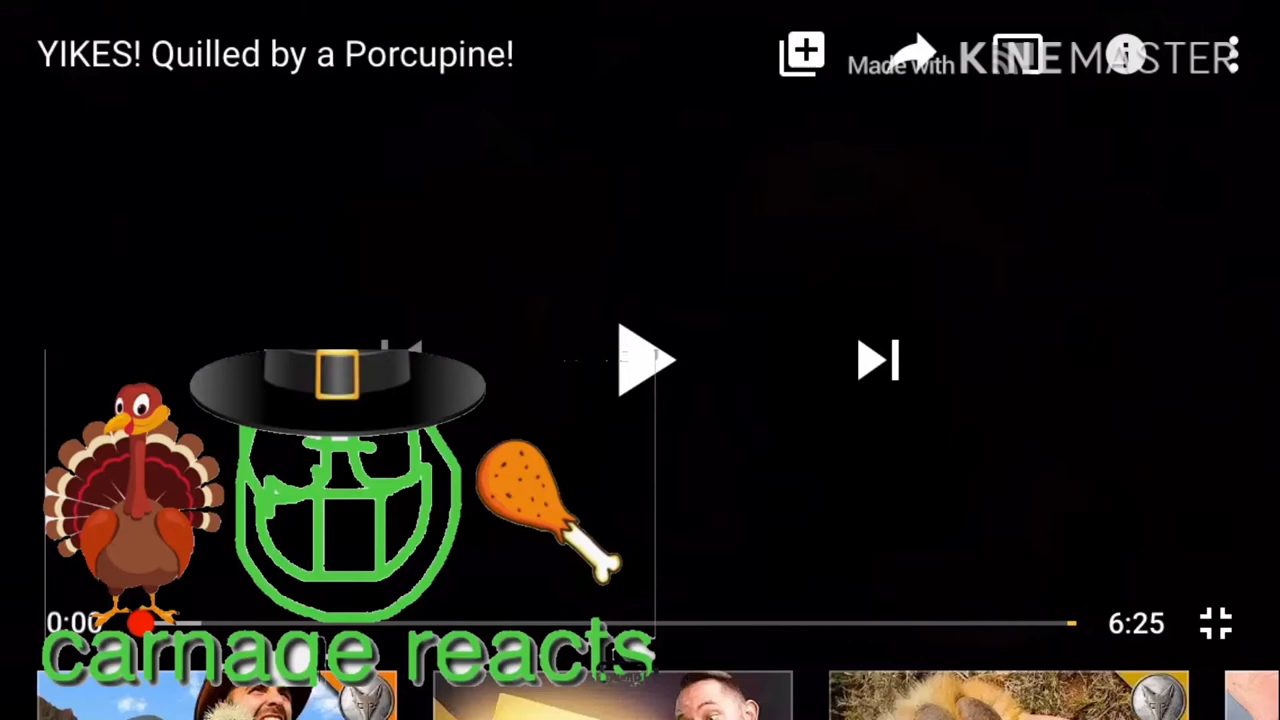 YIKES! Quilled by a Porcupine!
Made with KINEMASTER
0:00
6:25
carnage reacts